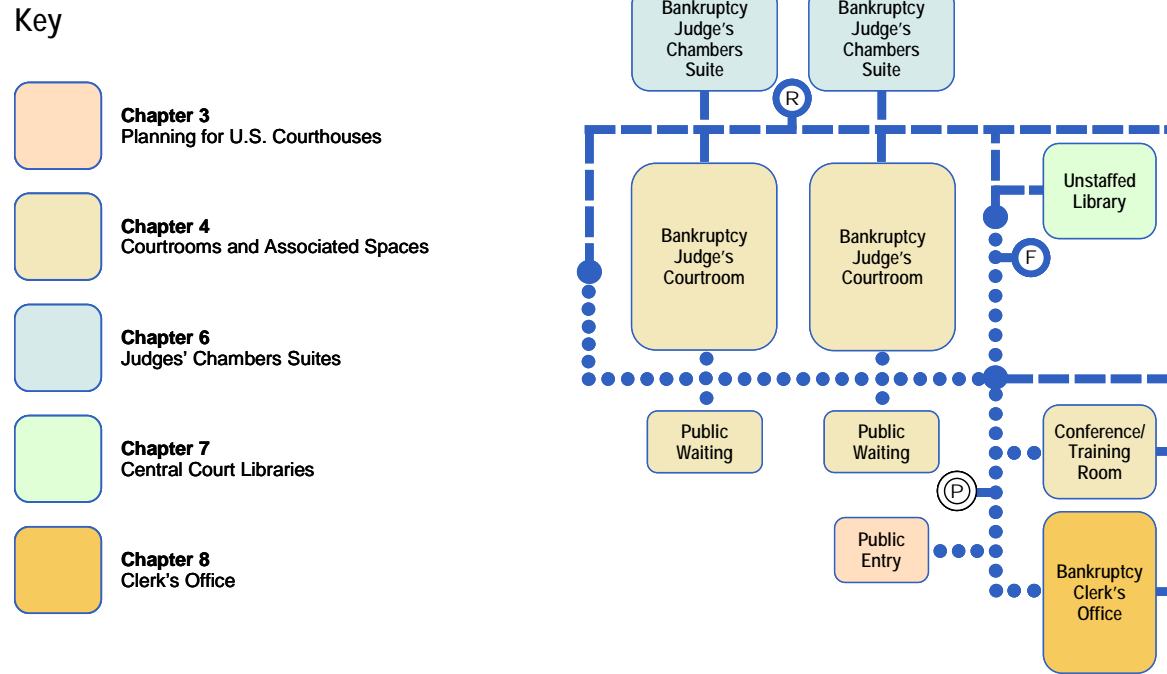 Key
Chapter 3
Planning for U.S. Courthouses
Chapter 4
Courtrooms and Associated Spaces
Chapter 6
Judges' Chambers Suites
Chapter 7
Central Court Libraries
Chapter 8
Clerk's Office
Bankruptcy
Judge's
Chambers
Suite
Bankruptcy
Judge's
Chambers
Suite
R
Bankruptcy
Judge's
Courtroom
Bankruptcy
Judge's
Courtroom
Unstaffed
Library
F
Public
Waiting
Public
Waiting
Conference/
Training
Room
P
Public
Entry
Bankruptcy
Clerk's
Office